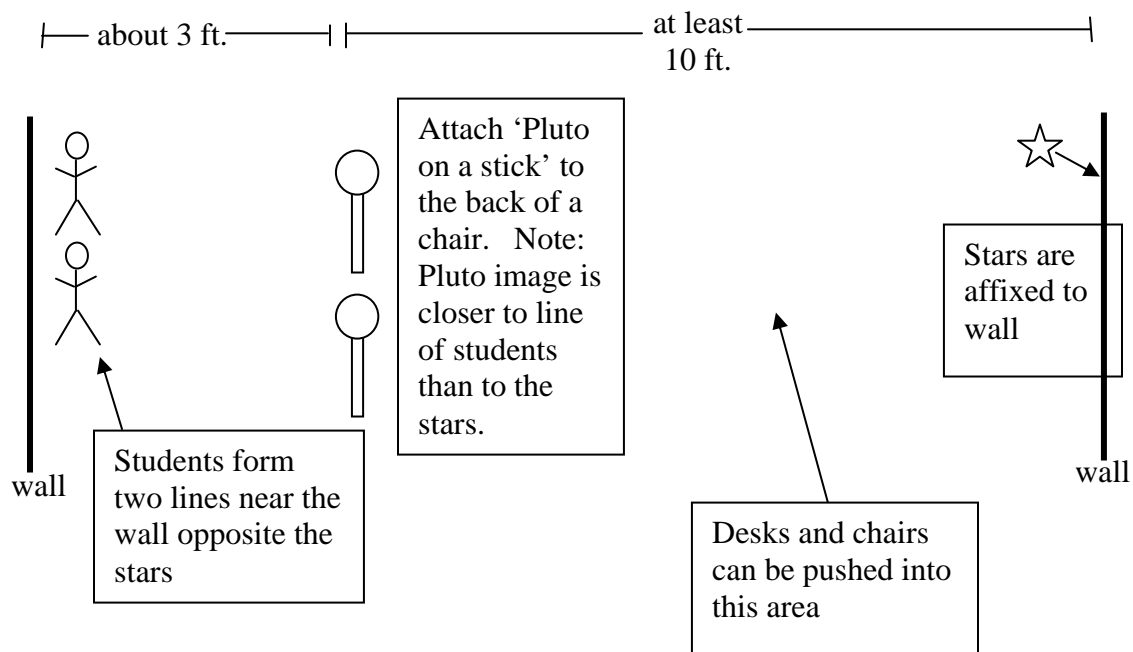 about 3 ft.
at least
10 ft.
Attach ‘Pluto
on a stick’ to
the back of a
chair.   Note:
Pluto image is
closer to line
of students
than to the
stars.
Stars are
affixed to
wall
wall
Students form
two lines near the
wall opposite the
stars
wall
Desks and chairs
can be pushed into
this area